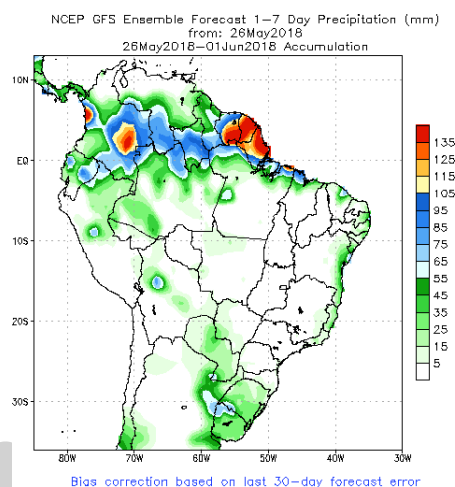 NCEP GFS Ensemble Forecast 1–7 Day Precipitation (mm)
from: 26May2018
26May2018–01Jun2018 Accumulation
10N
EQ
10S
20S
30S
80W 70W 60W 50W 40W 30W
135
125
115
105
95
85
75
65
55
45
35
25
15
5
Bias correction based on last 30–day forecast error